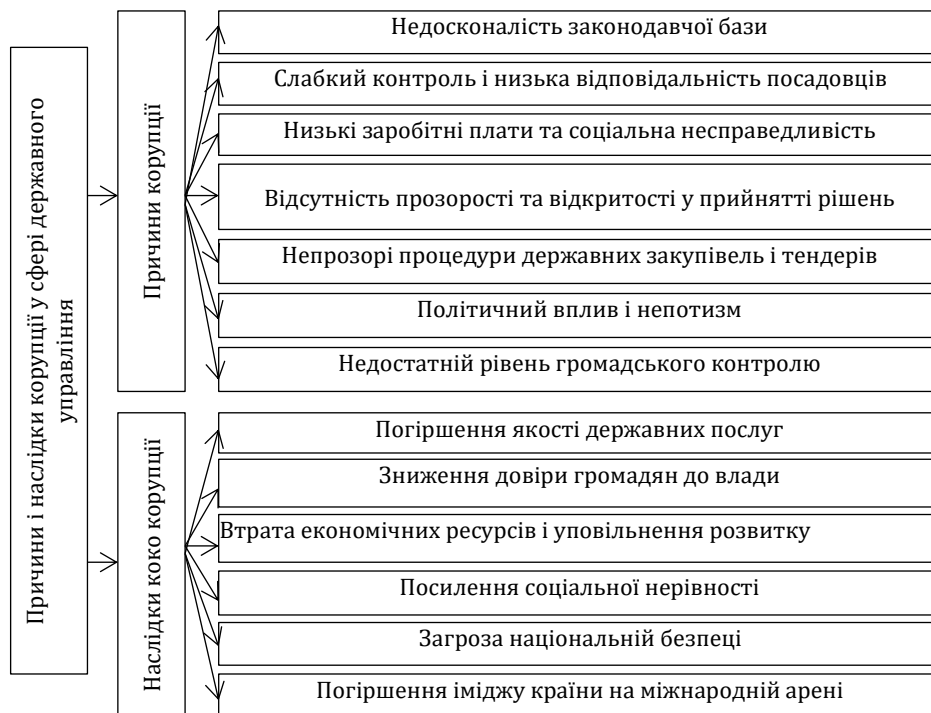 Причини і наслідки корупції у сфері державного
управління
Причини корупції
Недосконалість законодавчої бази
Слабкий контроль і низька відповідальність посадовців
Низькі заробітні плати та соціальна несправедливість
Відсутність прозорості та відкритості у прийнятті рішень
Непрозорі процедури державних закупівель і тендерів
Політичний вплив і непотизм
Недостатній рівень громадського контролю
Наслідки коко корупції
Погіршення якості державних послуг
Зниження довіри громадян до влади
Втрата економічних ресурсів і уповільнення розвитку
Посилення соціальної нерівності
Загроза національній безпеці
Погіршення іміджу країни на міжнародній арені